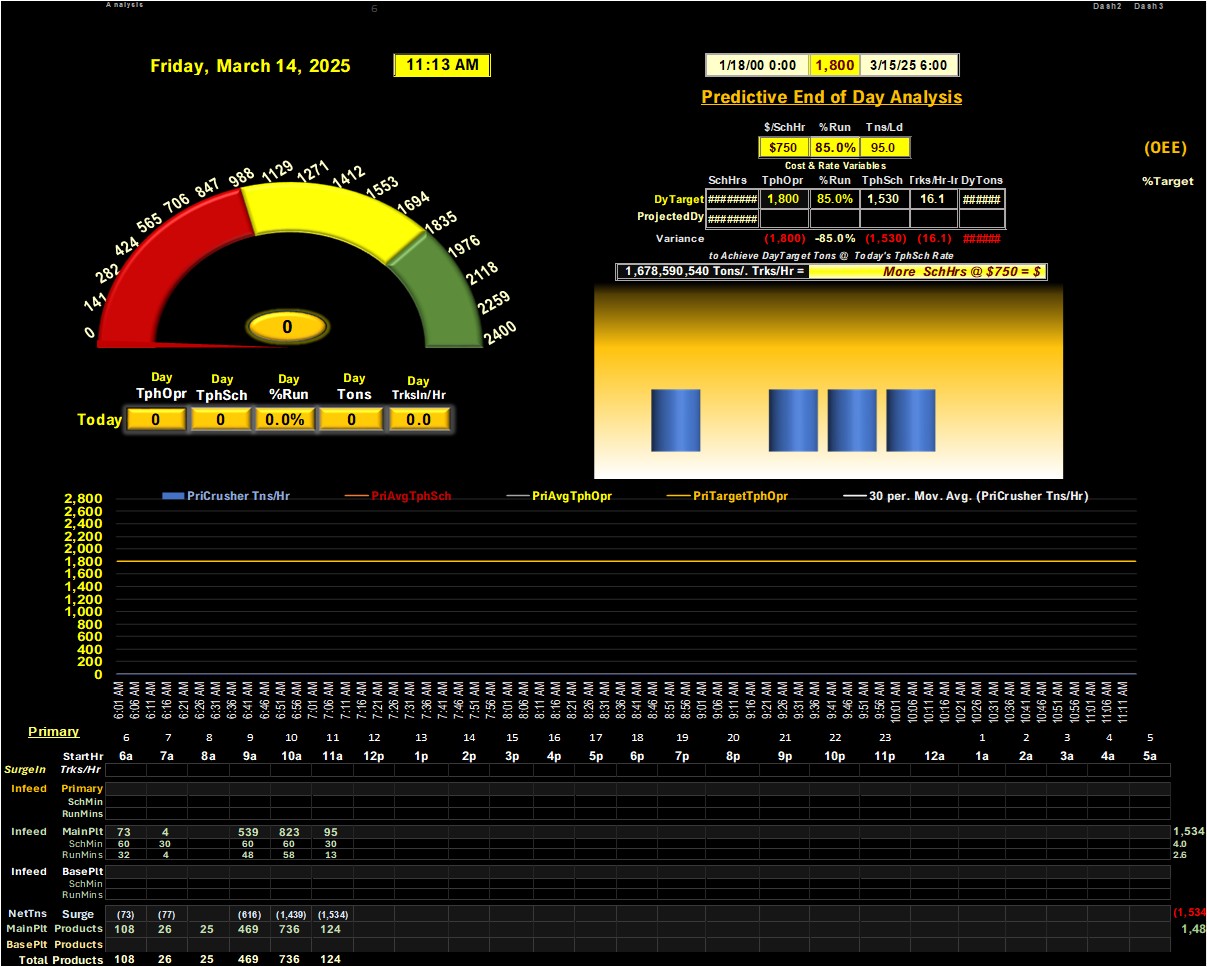 Analysis 6 Dash2 Dash3
Friday, March 14, 2025 11:13 AM 1/18/00 0:00 1,800 3/15/25 6:00
Predictive End of Day Analysis
$/SchHr %Run Tns/Ld
$750 85.0% 95.0
(OEE)
Cost & Rate Variables
%Target
SchHrs TphOpr %Run TphSch Trks/Hr-Ir DyTons
DyTarget ######## 1,800 85.0% 1,530 16.1 ######
ProjectedDy ########
Variance (1,800) -85.0% (1,530) (16.1) ######
to Achieve DayTarget Tons @ Today's TphSch Rate
1,678,590,540 Tons/. Trks/Hr = More SchHrs @ $750 = $
0 141 282 424 565 706 847 988 1129 1271 1412 1553 1694 1835 1976 2118 2259 2400
0
Day Day Day Day Day
TphOpr TphSch %Run Tons TrksIn/Hr
Today 0 0 0.0% 0 0.0
PriCrusher Tns/Hr PriAvgTphSch PriAvgTphOpr PriTargetTphOpr 30 per. Mov. Avg. (PriCrusher Tns/Hr)
2,800
2,600
2,400
2,200
2,000
1,800
1,600
1,400
1,200
1,000
800
600
400
200
0
6:01 AM 6:06 AM 6:11 AM 6:16 AM 6:21 AM 6:26 AM 6:31 AM 6:36 AM 6:41 AM 6:46 AM 6:51 AM 6:56 AM 7:01 AM 7:06 AM 7:11 AM 7:16 AM 7:21 AM 7:26 AM 7:31 AM 7:36 AM 7:41 AM 7:46 AM 7:51 AM 7:56 AM 8:01 AM 8:06 AM 8:11 AM 8:16 AM 8:21 AM 8:26 AM 8:31 AM 8:36 AM 8:41 AM 8:46 AM 8:51 AM 8:56 AM 9:01 AM 9:06 AM 9:11 AM 9:16 AM 9:21 AM 9:26 AM 9:31 AM 9:36 AM 9:41 AM 9:46 AM 9:51 AM 9:56 AM 10:01 AM 10:06 AM 10:11 AM 10:16 AM 10:21 AM 10:26 AM 10:31 AM 10:36 AM 10:41 AM 10:46 AM 10:51 AM 10:56 AM 11:01 AM 11:06 AM 11:11 AM
Primary
6 7 8 9 10 11 12 13 14 15 16 17 18 19 20 21 22 23 1 2 3 4 5
StartHr 6a 7a 8a 9a 10a 11a 12p 1p 2p 3p 4p 5p 6p 7p 8p 9p 10p 11p 12a 1a 2a 3a 4a 5a
SurgeIn Trks/Hr
Infeed Primary
SchMin
RunMins
Infeed MainPlt 73 4 539 823 95 1,534
SchMin 60 30 60 60 30 4.0
RunMins 32 4 48 58 13 2.6
Infeed BasePlt
SchMin
RunMins
NetTns Surge (73) (77) (616) (1,439) (1,534) (1,534
MainPlt Products 108 26 25 469 736 124 1,48
BasePlt Products
Total Products 108 26 25 469 736 124